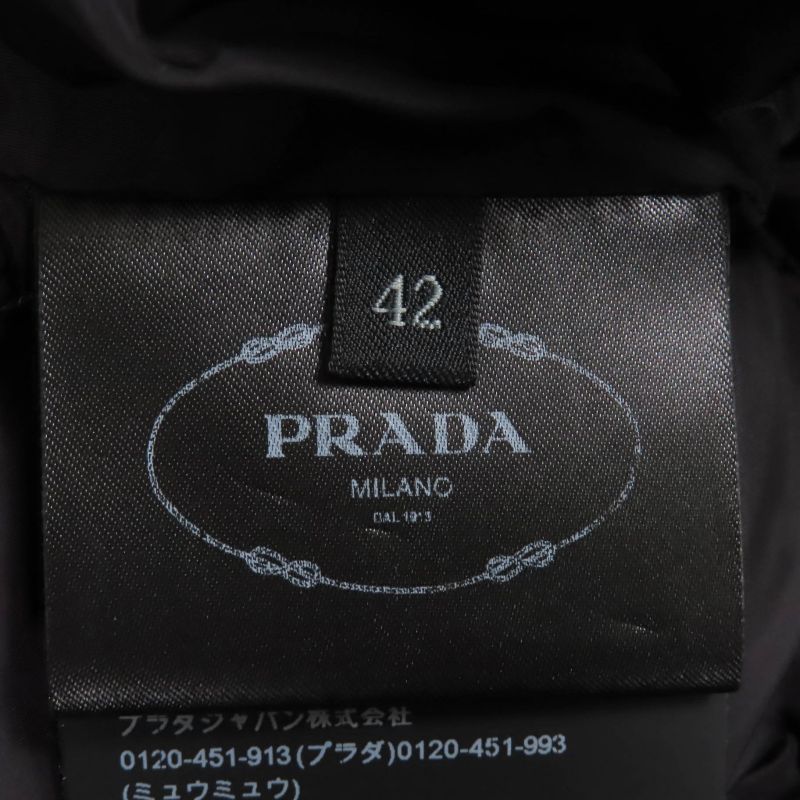 42
PRADA
MILANO
DAL 1913
プラダジャパン株式会社
0120-451-913(プラダ)0120-451-993
(ミュウミュウ)